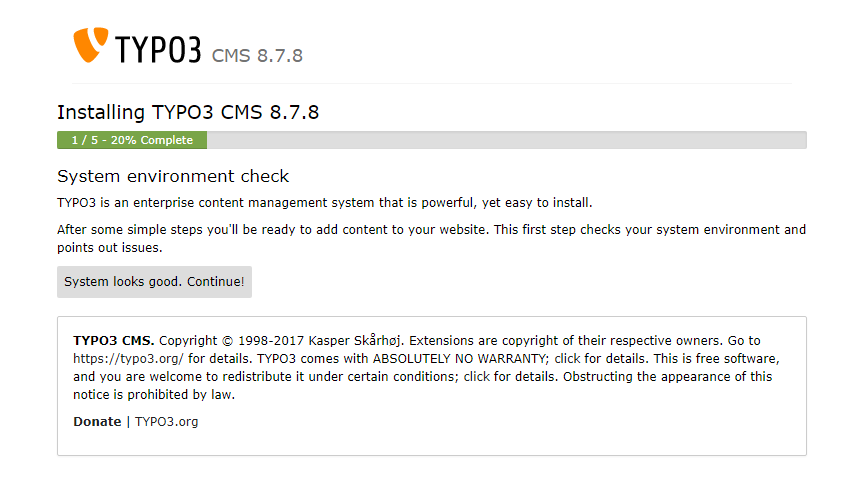 TYPO3 CMS 8.7.8
Installing TYPO3 CMS 8.7.8
1 / 5 - 20% Complete
System environment check
TYPO3 is an enterprise content management system that is powerful, yet easy to install.
After some simple steps you'll be ready to add content to your website. This first step checks your system environment and
points out issues.
System looks good. Continue!
TYPO3 CMS. Copyright © 1998-2017 Kasper Skårhøj. Extensions are copyright of their respective owners. Go to
https://typo3.org/ for details. TYPO3 comes with ABSOLUTELY NO WARRANTY; click for details. This is free software,
and you are welcome to redistribute it under certain conditions; click for details. Obstructing the appearance of this
notice is prohibited by law.
Donate | TYPO3.org